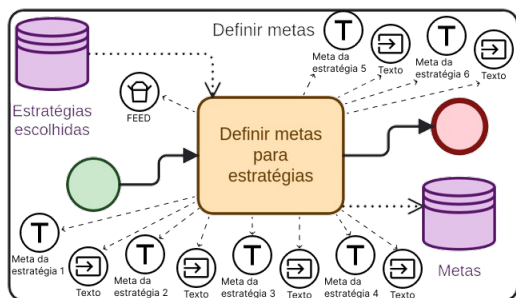 Definir metas
T
Meta da
estratégia 5
Texto
T
Meta da
estratégia 6
Texto
Estratégias
escolhidas
FEED
Definir metas
para
estratégias
T
Meta da
estratégia 1
Texto
T
Meta da
estratégia 2
Texto
T
Meta da
estratégia 3
Texto
T
Meta da
estratégia 4
Texto
Metas